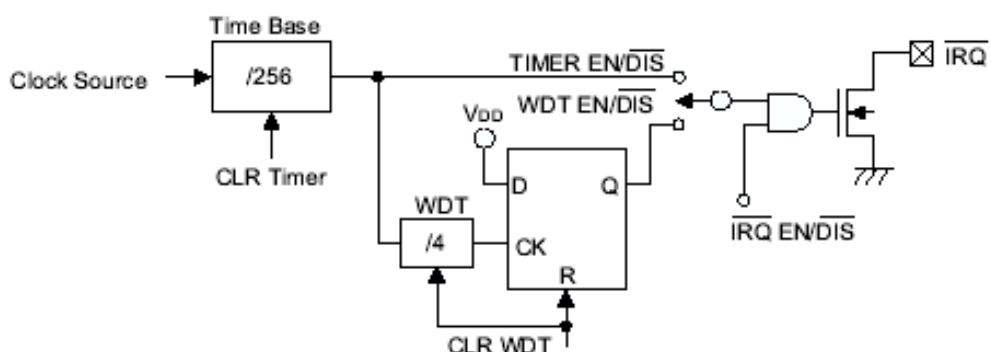 Time Base
Clock Source
/256
CLR Timer
TIMER EN/DIS
WDT EN/DIS
IRQ
VDD
D
Q
WDT
/4
CK
R
IRQ EN/DIS
CLR WDT